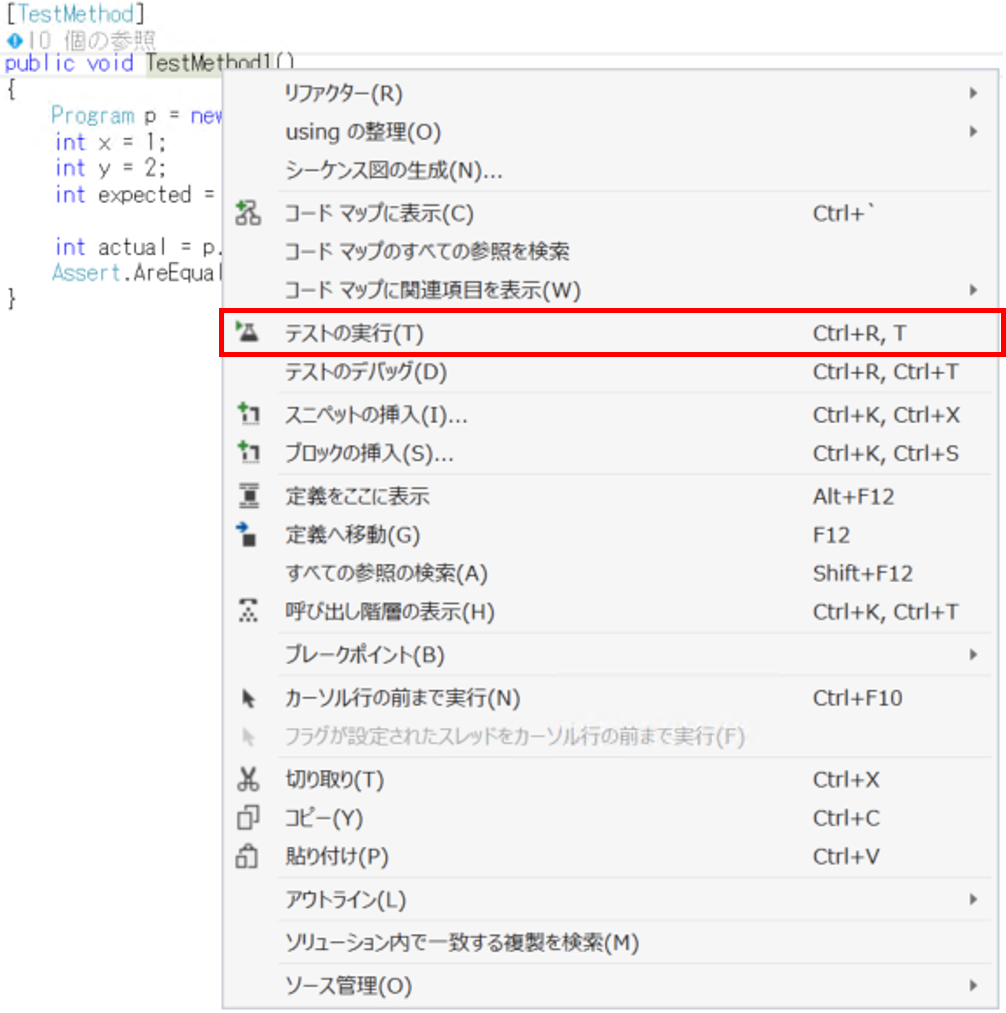 [TestMethod]
0 個の参照
public void TestMethod1()
{
Program p = new
int x = 1;
int y = 2;
int expected =
int actual = p.
Assert.AreEqual
}
リファクター(R)
using の整理(O)
シーケンス図の生成(N)...
コード マップに表示(C) Ctrl+`
コード マップのすべての参照を検索
コード マップに関連項目を表示(W)
テストの実行(T) Ctrl+R, T
テストのデバッグ(D) Ctrl+R, Ctrl+T
スニペットの挿入(I)... Ctrl+K, Ctrl+X
ブロックの挿入(S)... Ctrl+K, Ctrl+S
定義をここに表示 Alt+F12
定義へ移動(G) F12
すべての参照の検索(A) Shift+F12
呼び出し階層の表示(H) Ctrl+K, Ctrl+T
ブレークポイント(B)
カーソル行の前まで実行(N) Ctrl+F10
フラグが設定されたスレッドをカーソル行の前まで実行(F)
切り取り(T) Ctrl+X
コピー(Y) Ctrl+C
貼り付け(P) Ctrl+V
アウトライン(L)
ソリューション内で一致する複製を検索(M)
ソース管理(O)